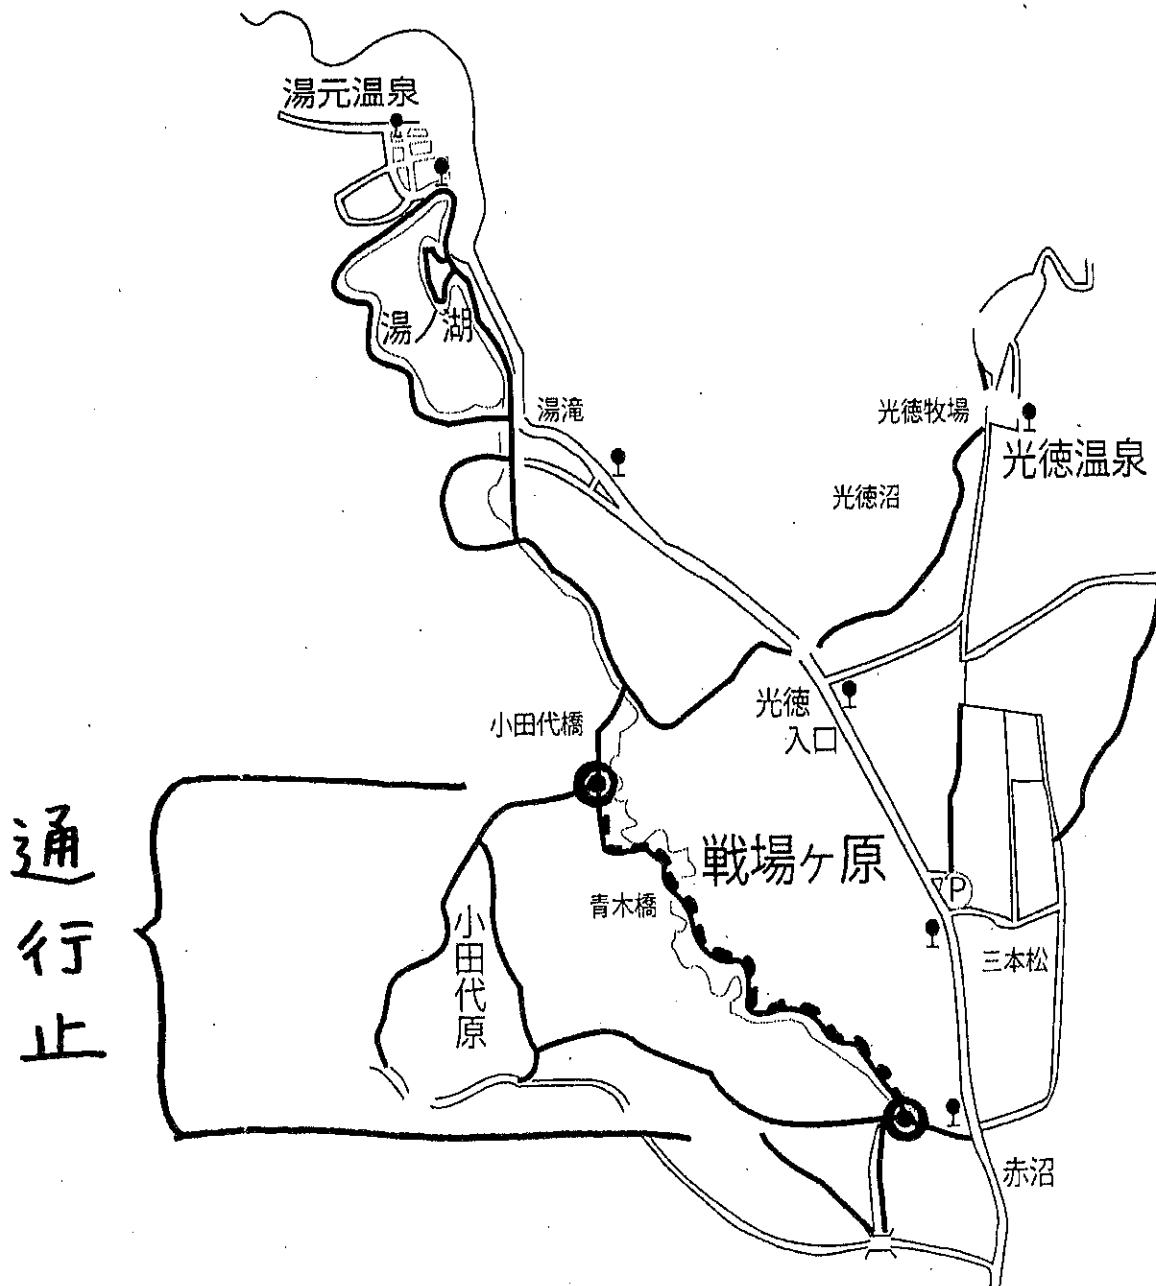 湯元温泉
湯ノ湖
湯滝
光徳牧場
光徳温泉
光徳沼
小田代橋
光徳
入口
通行止
戦場ヶ原
P
青木橋
小田代原
三本松
赤沼